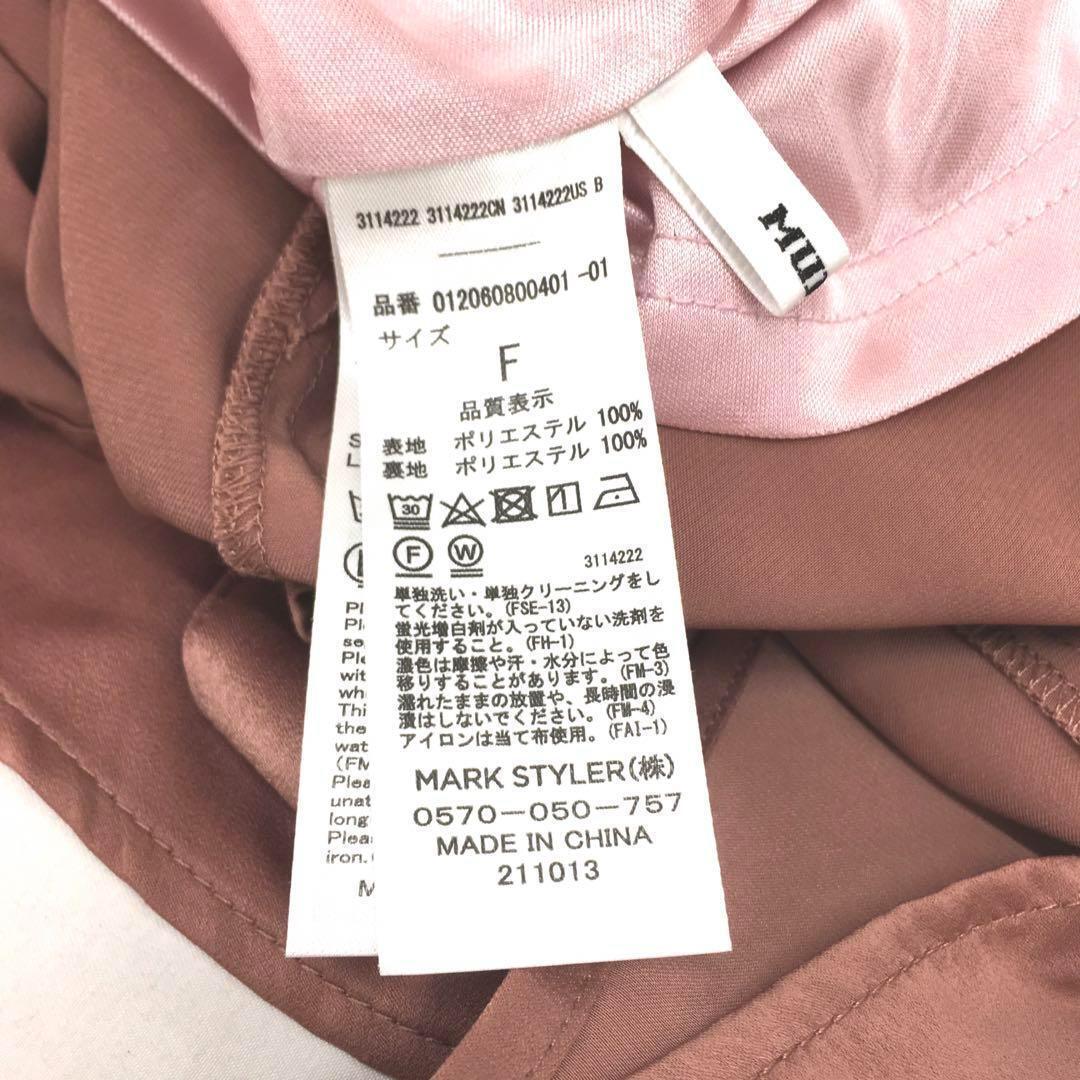 3114222 3114222CN 3114222US B
品番 012060800401 -01
サイズ
F
品質表示
表地 ポリエステル 100%
裏地 ポリエステル 100%
30
F W
3114222
単独洗い・単独クリーニングをし
てください。(FSE-13)
蛍光増白剤が入っていない洗剤を
使用すること。(FH-1)
濃色は摩擦や汗・水分によって色
移りすることがあります。(FM-3)
濡れたままの放置や、長時間の浸
漬はしないでください。(FM-4)
アイロンは当て布使用。(FAI-1)
MARK STYLER(株)
0570-050-757
MADE IN CHINA
211013